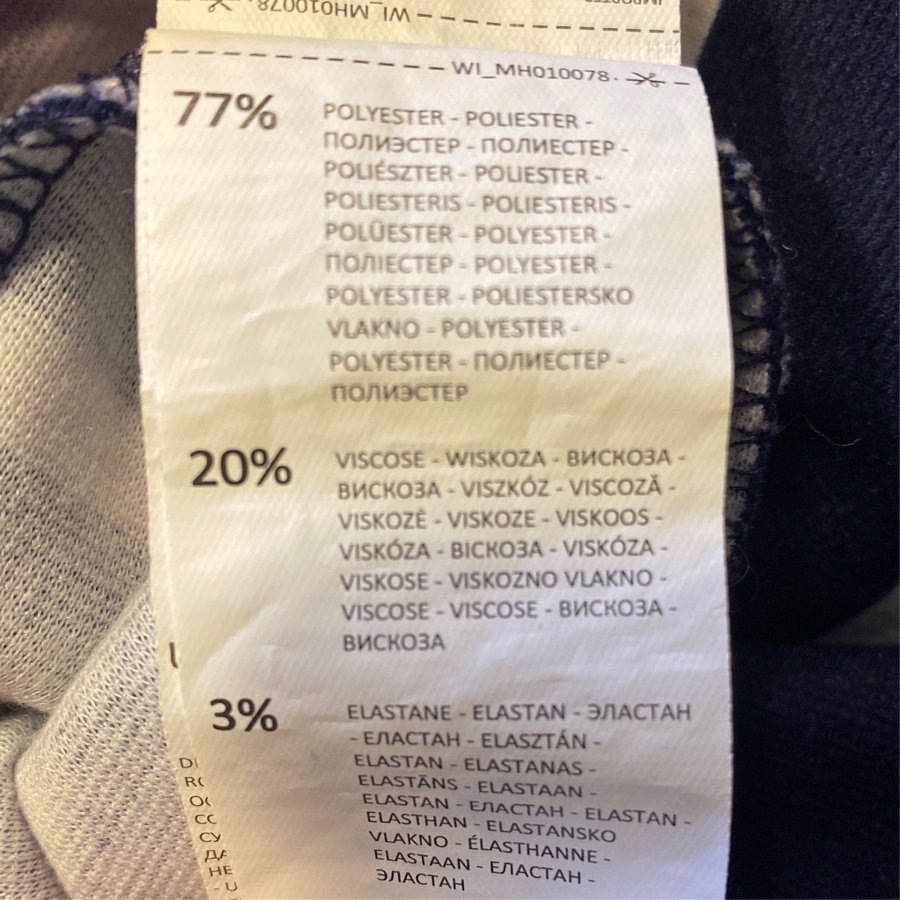 WI_MH010078
WI_MH010078
77%
POLYESTER - POLIESTER -
ПОЛИЭСТЕР - ПОЛИЕСТЕР -
POLIÉSZTER - POLIESTER -
POLIESTERIS - POLIESTERIS -
POLÜESTER - POLYESTER -
ПОЛІЕСТЕР - POLYESTER -
POLYESTER - POLIESTERSKO
VLAKNO - POLYESTER -
POLYESTER - ПОЛИЕСТЕР -
ПОЛИЭСТЕР
20%
VISCOSE - WISKOZA - ВИСКОЗА -
ВИСКОЗА - VISZKÓZ - VISCOZĂ -
VISKOZĖ - VISKOZE - VISKOOS -
VISKÓZA - ВІСКОЗА - VISKÓZA -
VISKOSE - VISKOZNO VLAKNO -
VISCOSE - VISCOSE - ВИСКОЗА -
ВИСКОЗА
3%
ELASTANE - ELASTAN - ЭЛАСТАН
- ЕЛАСТАН - ELASZTÁN -
ELASTAN - ELASTANAS -
ELASTĀNS - ELASTAAN -
ELASTAN - ЕЛАСТАН - ELASTAN -
ELASTHAN - ELASTANSKO
VLAKNO - ÉLASTHANNE -
ELASTAAN - ЕЛАСТАН -
ЭЛАСТАН